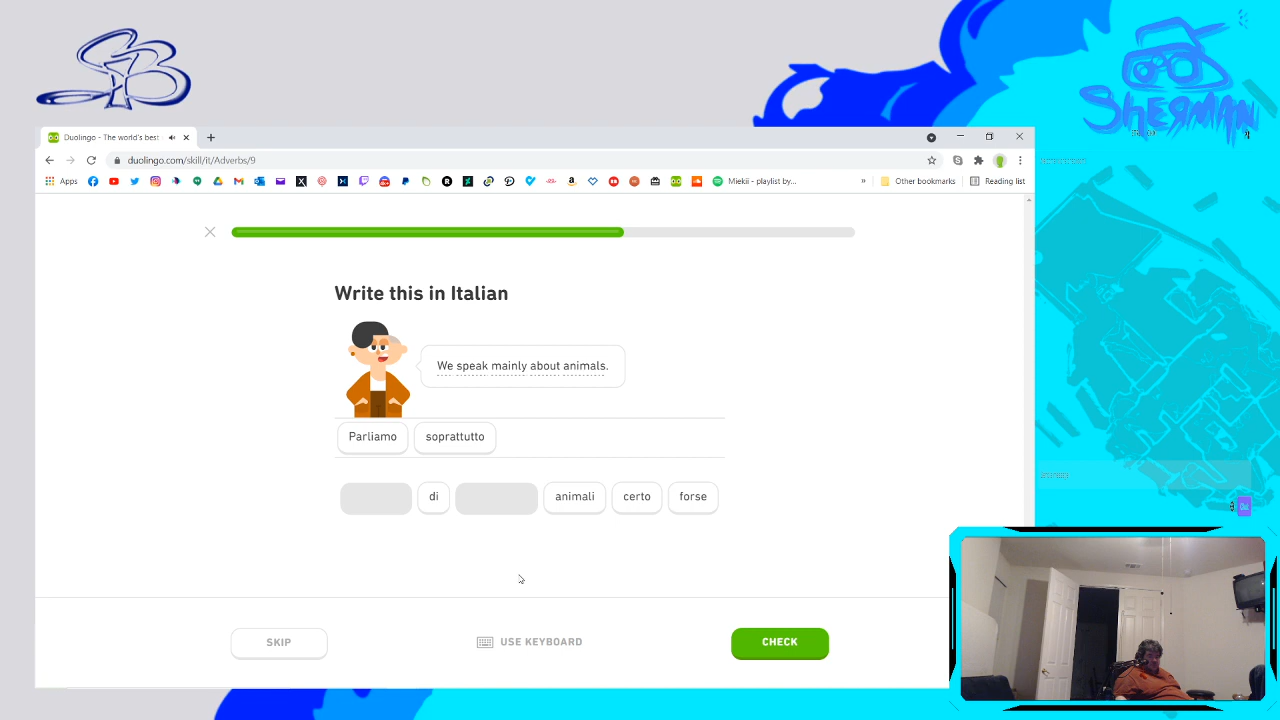 SHERMAN
Duolingo - The world's best
duolingo.com/skill/it/Adverbs/9
Apps
Miekii - playlist by...
»
Other bookmarks
Reading list
Write this in Italian
We speak mainly about animals.
Parliamo soprattutto
di animali certo forse
SKIP
USE KEYBOARD
CHECK